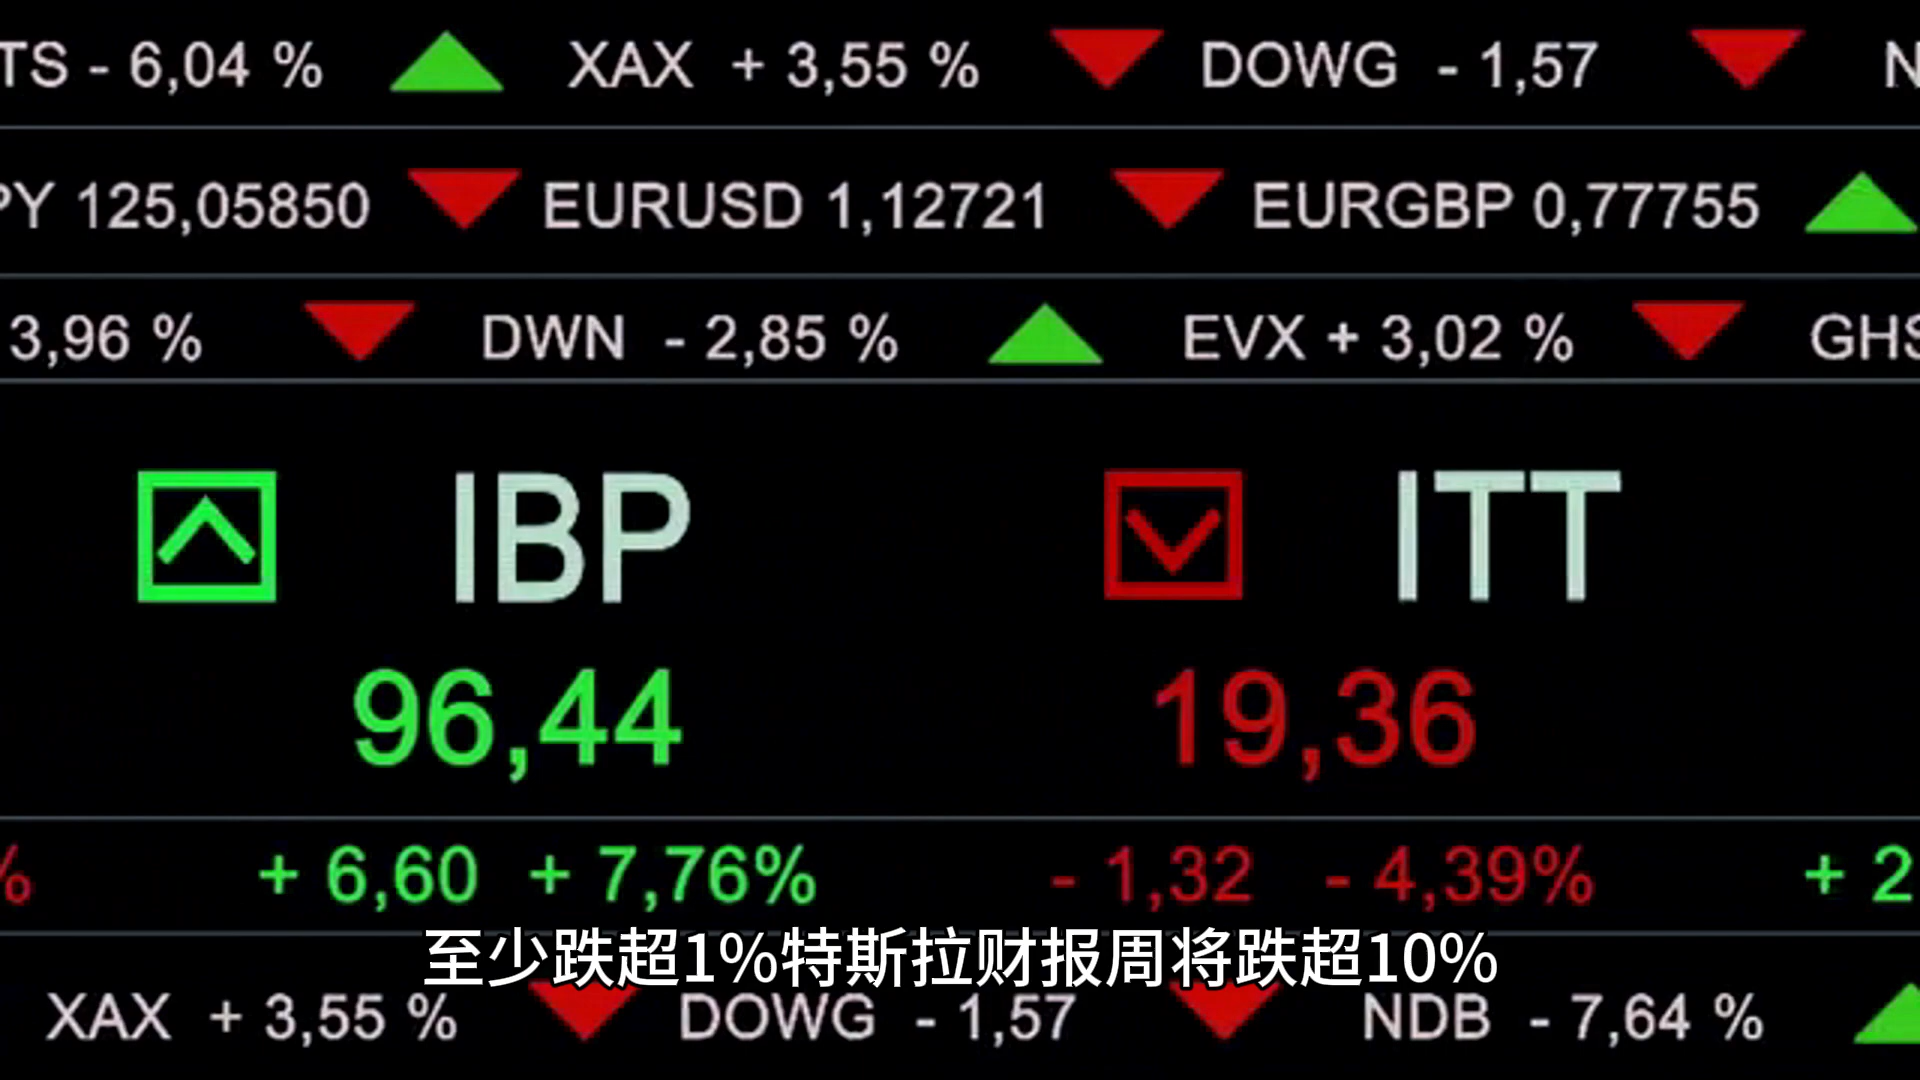 TS - 6,04 % XAX + 3,55 % DOWG - 1,57
PY 125,05850 EURUSD 1,12721 EURGBP 0,77755
3,96 % DWN - 2,85 % EVX + 3,02 % GHS
IBP ITT
96,44 19,36
% + 6,60 + 7,76% - 1,32 - 4,39% + 2
至少跌超1%特斯拉财报周将跌超10%
XAX + 3,55 % DOWG - 1,57 NDB - 7,64 %